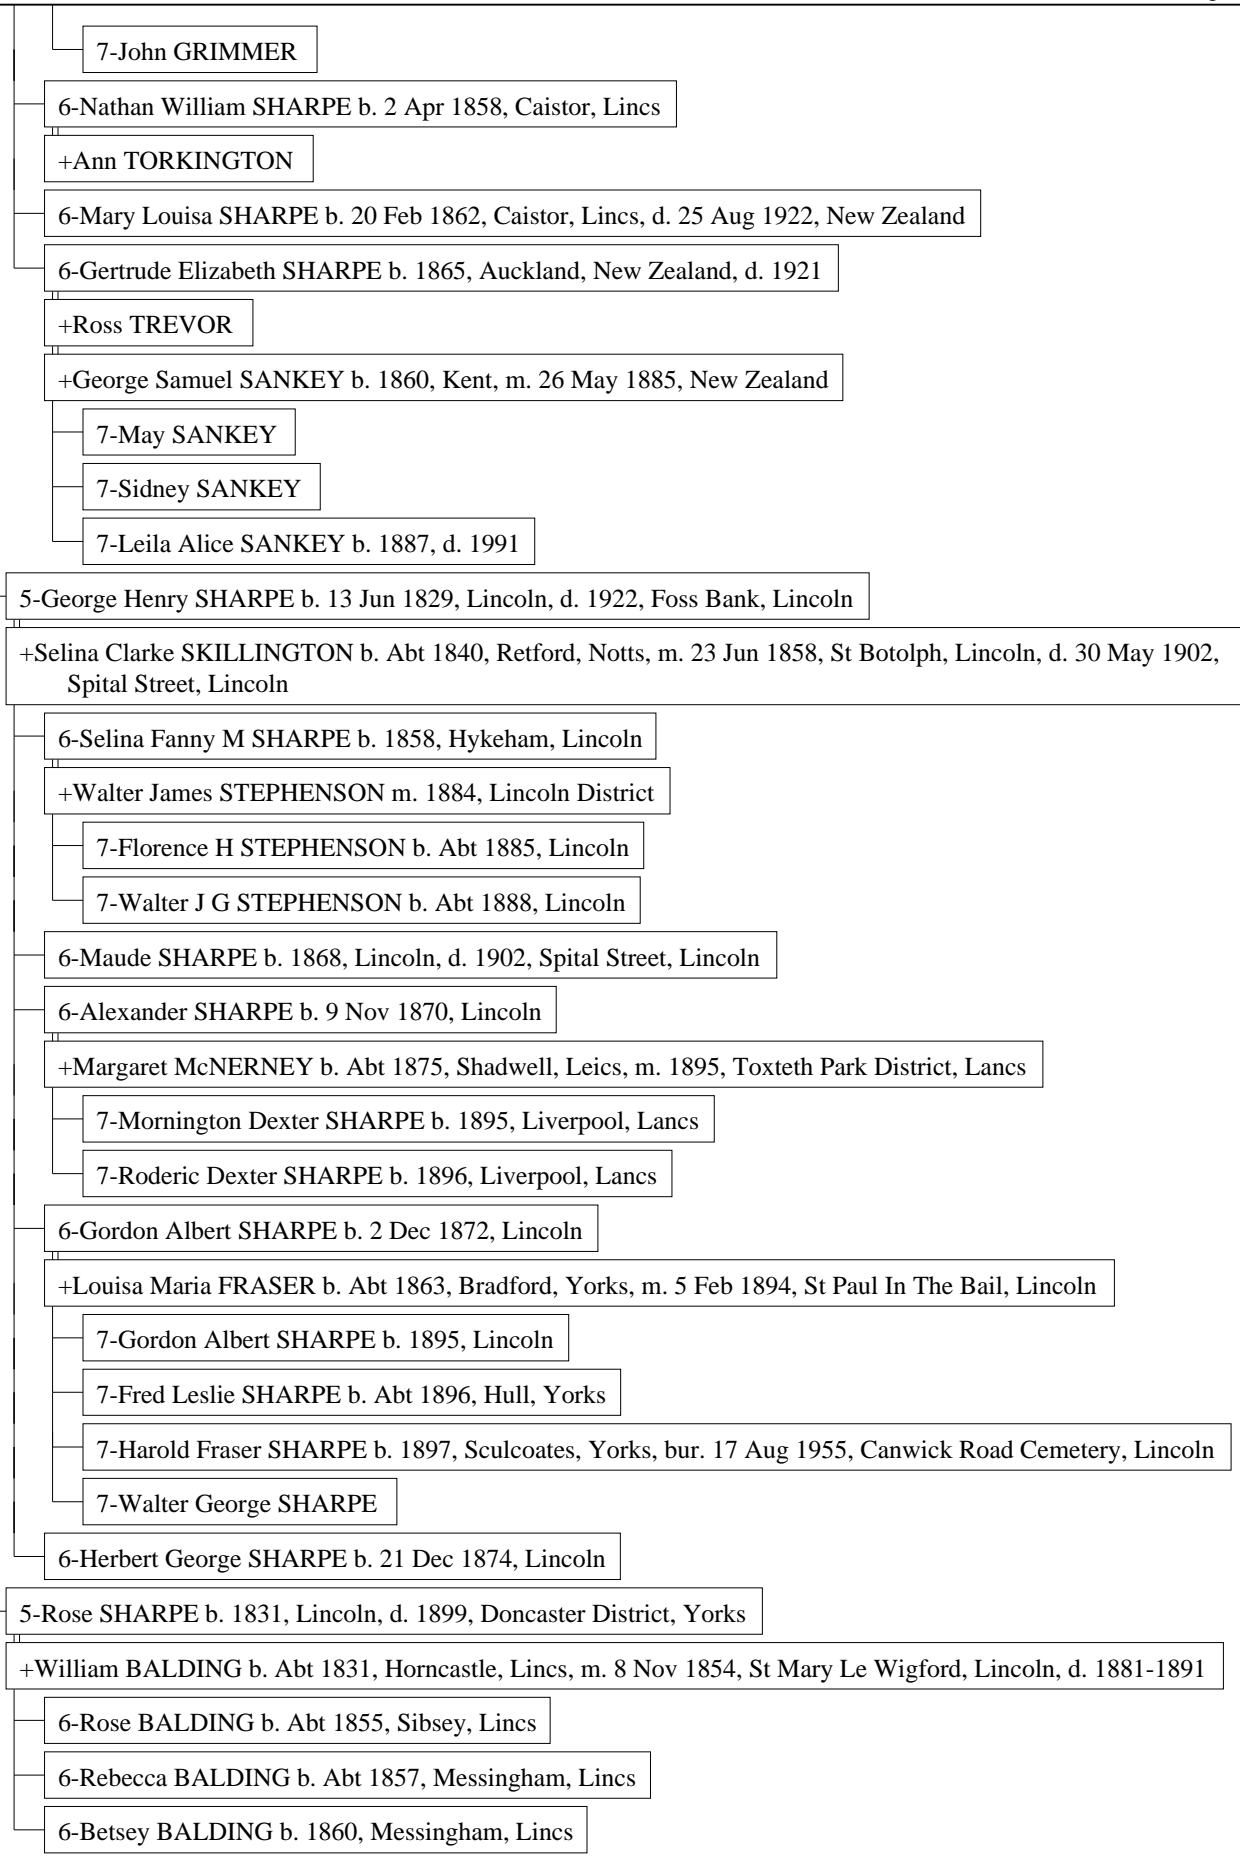 7-John GRIMMER
6-Nathan William SHARPE b. 2 Apr 1858, Caistor, Lincs
+Ann TORKINGTON
6-Mary Louisa SHARPE b. 20 Feb 1862, Caistor, Lincs, d. 25 Aug 1922, New Zealand
6-Gertrude Elizabeth SHARPE b. 1865, Auckland, New Zealand, d. 1921
+Ross TREVOR
+George Samuel SANKEY b. 1860, Kent, m. 26 May 1885, New Zealand
7-May SANKEY
7-Sidney SANKEY
7-Leila Alice SANKEY b. 1887, d. 1991
5-George Henry SHARPE b. 13 Jun 1829, Lincoln, d. 1922, Foss Bank, Lincoln
+Selina Clarke SKILLINGTON b. Abt 1840, Retford, Notts, m. 23 Jun 1858, St Botolph, Lincoln, d. 30 May 1902,
Spital Street, Lincoln
6-Selina Fanny M SHARPE b. 1858, Hykeham, Lincoln
+Walter James STEPHENSON m. 1884, Lincoln District
7-Florence H STEPHENSON b. Abt 1885, Lincoln
7-Walter J G STEPHENSON b. Abt 1888, Lincoln
6-Maude SHARPE b. 1868, Lincoln, d. 1902, Spital Street, Lincoln
6-Alexander SHARPE b. 9 Nov 1870, Lincoln
+Margaret McNERNEY b. Abt 1875, Shadwell, Leics, m. 1895, Toxteth Park District, Lancs
7-Mornington Dexter SHARPE b. 1895, Liverpool, Lancs
7-Roderic Dexter SHARPE b. 1896, Liverpool, Lancs
6-Gordon Albert SHARPE b. 2 Dec 1872, Lincoln
+Louisa Maria FRASER b. Abt 1863, Bradford, Yorks, m. 5 Feb 1894, St Paul In The Bail, Lincoln
7-Gordon Albert SHARPE b. 1895, Lincoln
7-Fred Leslie SHARPE b. Abt 1896, Hull, Yorks
7-Harold Fraser SHARPE b. 1897, Sculcoates, Yorks, bur. 17 Aug 1955, Canwick Road Cemetery, Lincoln
7-Walter George SHARPE
6-Herbert George SHARPE b. 21 Dec 1874, Lincoln
5-Rose SHARPE b. 1831, Lincoln, d. 1899, Doncaster District, Yorks
+William BALDING b. Abt 1831, Horncastle, Lincs, m. 8 Nov 1854, St Mary Le Wigford, Lincoln, d. 1881-1891
6-Rose BALDING b. Abt 1855, Sibsey, Lincs
6-Rebecca BALDING b. Abt 1857, Messingham, Lincs
6-Betsey BALDING b. 1860, Messingham, Lincs